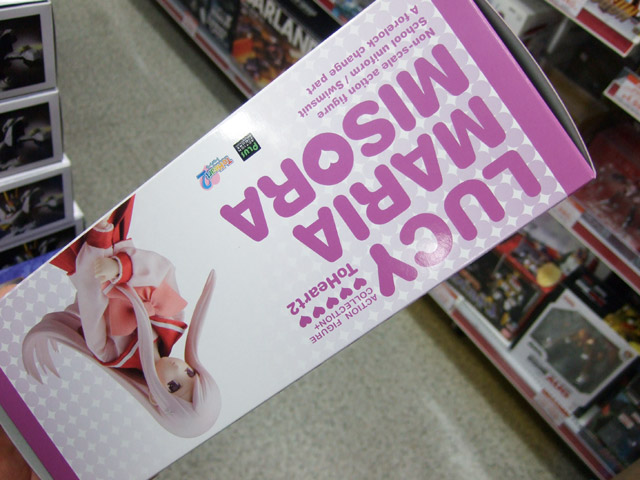 LUCY
MARIA
MISORA
Non-scale action figure
School uniform / Swimsuit
A forelock change part
ToHeart2
ACTION FIGURE
COLLECTION+